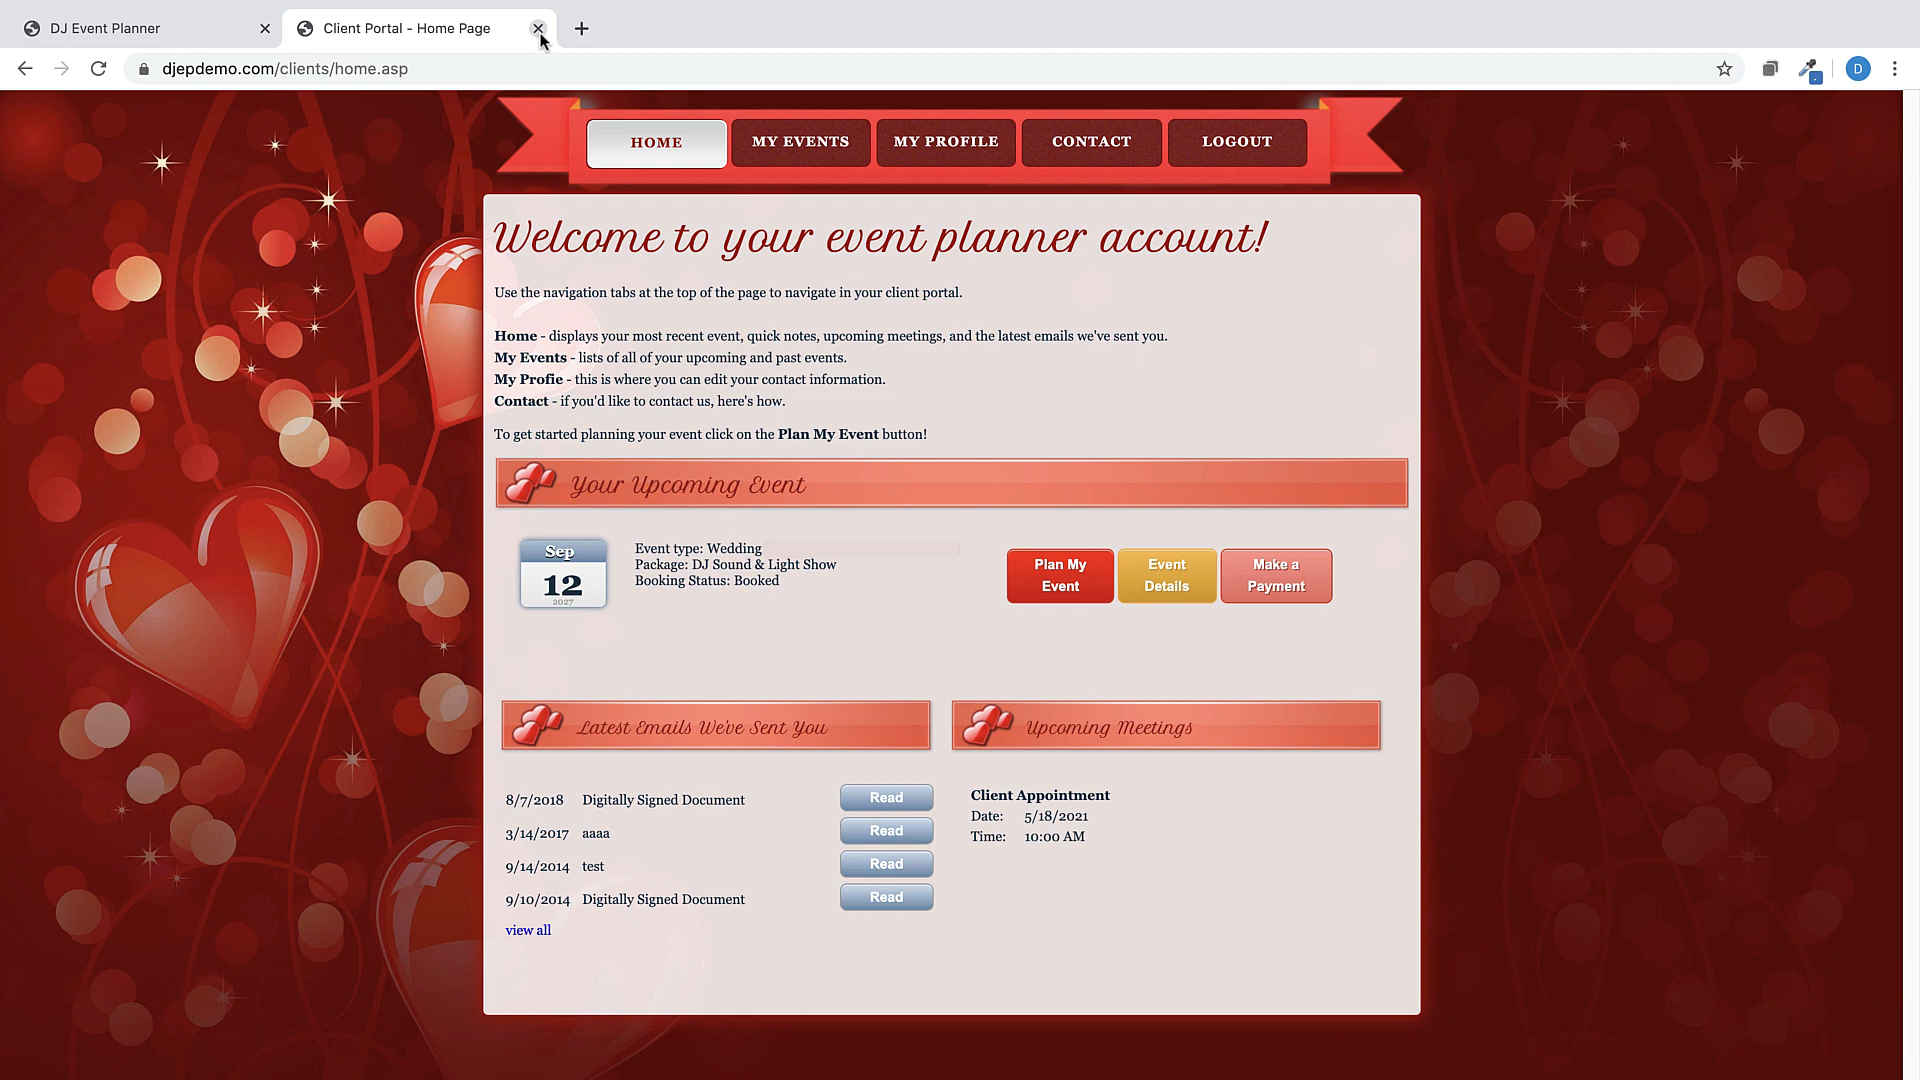 DJ Event Planner
Client Portal - Home Page
djepdemo.com/clients/home.asp
D
HOME
MY EVENTS
MY PROFILE
CONTACT
LOGOUT
Welcome to your event planner account!
Use the navigation tabs at the top of the page to navigate in your client portal.
Home - displays your most recent event, quick notes, upcoming meetings, and the latest emails we've sent you.
My Events - lists of all of your upcoming and past events.
My Profie - this is where you can edit your contact information.
Contact - if you'd like to contact us, here's how.
To get started planning your event click on the Plan My Event button!
Your Upcoming Event
Sep
12
2027
Event type: Wedding
Package: DJ Sound & Light Show
Booking Status: Booked
Plan My
Event
Event
Details
Make a
Payment
Latest Emails We've Sent You
8/7/2018 Digitally Signed Document Read
3/14/2017 aaaa Read
9/14/2014 test Read
9/10/2014 Digitally Signed Document Read
view all
Upcoming Meetings
Client Appointment
Date: 5/18/2021
Time: 10:00 AM